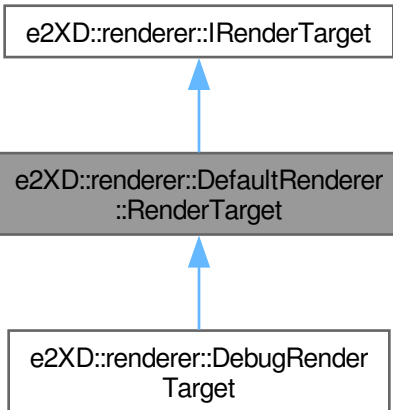 e2XD::renderer::IRenderTarget
e2XD::renderer::DefaultRenderer
::RenderTarget
e2XD::renderer::DebugRender
Target